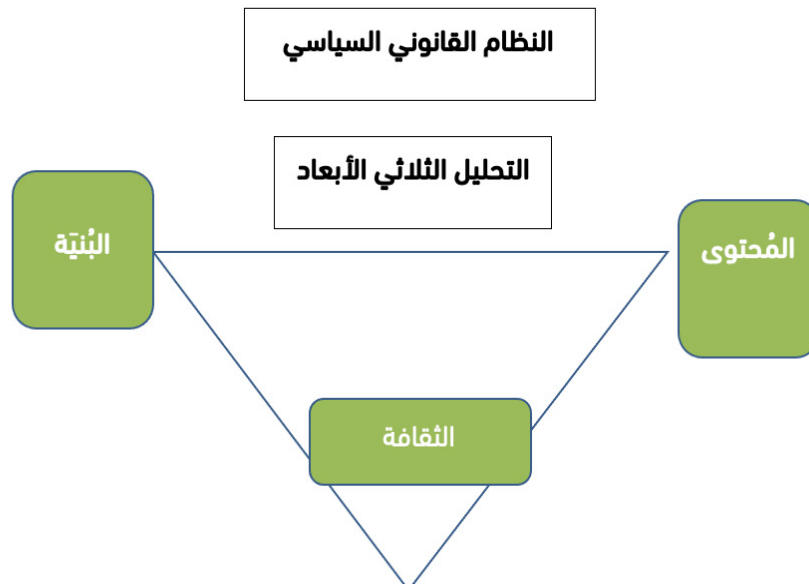 النظام القانوني السياسي
التحليل الثلاثي الأبعاد
المُحتوى
البُنيَة
الثقافة